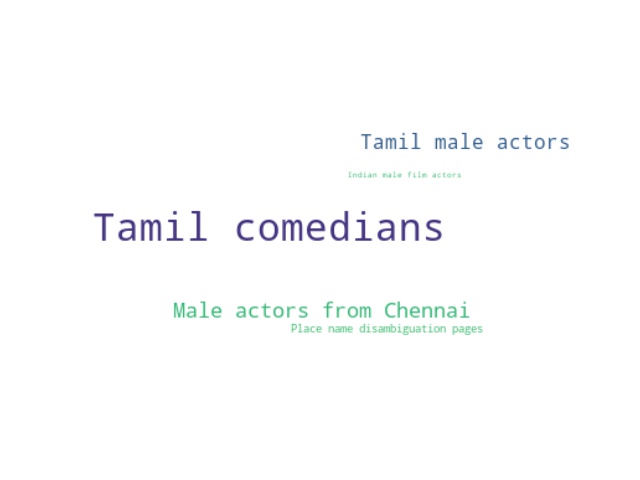 Tamil male actors
Indian male film actors
Tamil comedians
Male actors from Chennai
Place name disambiguation pages